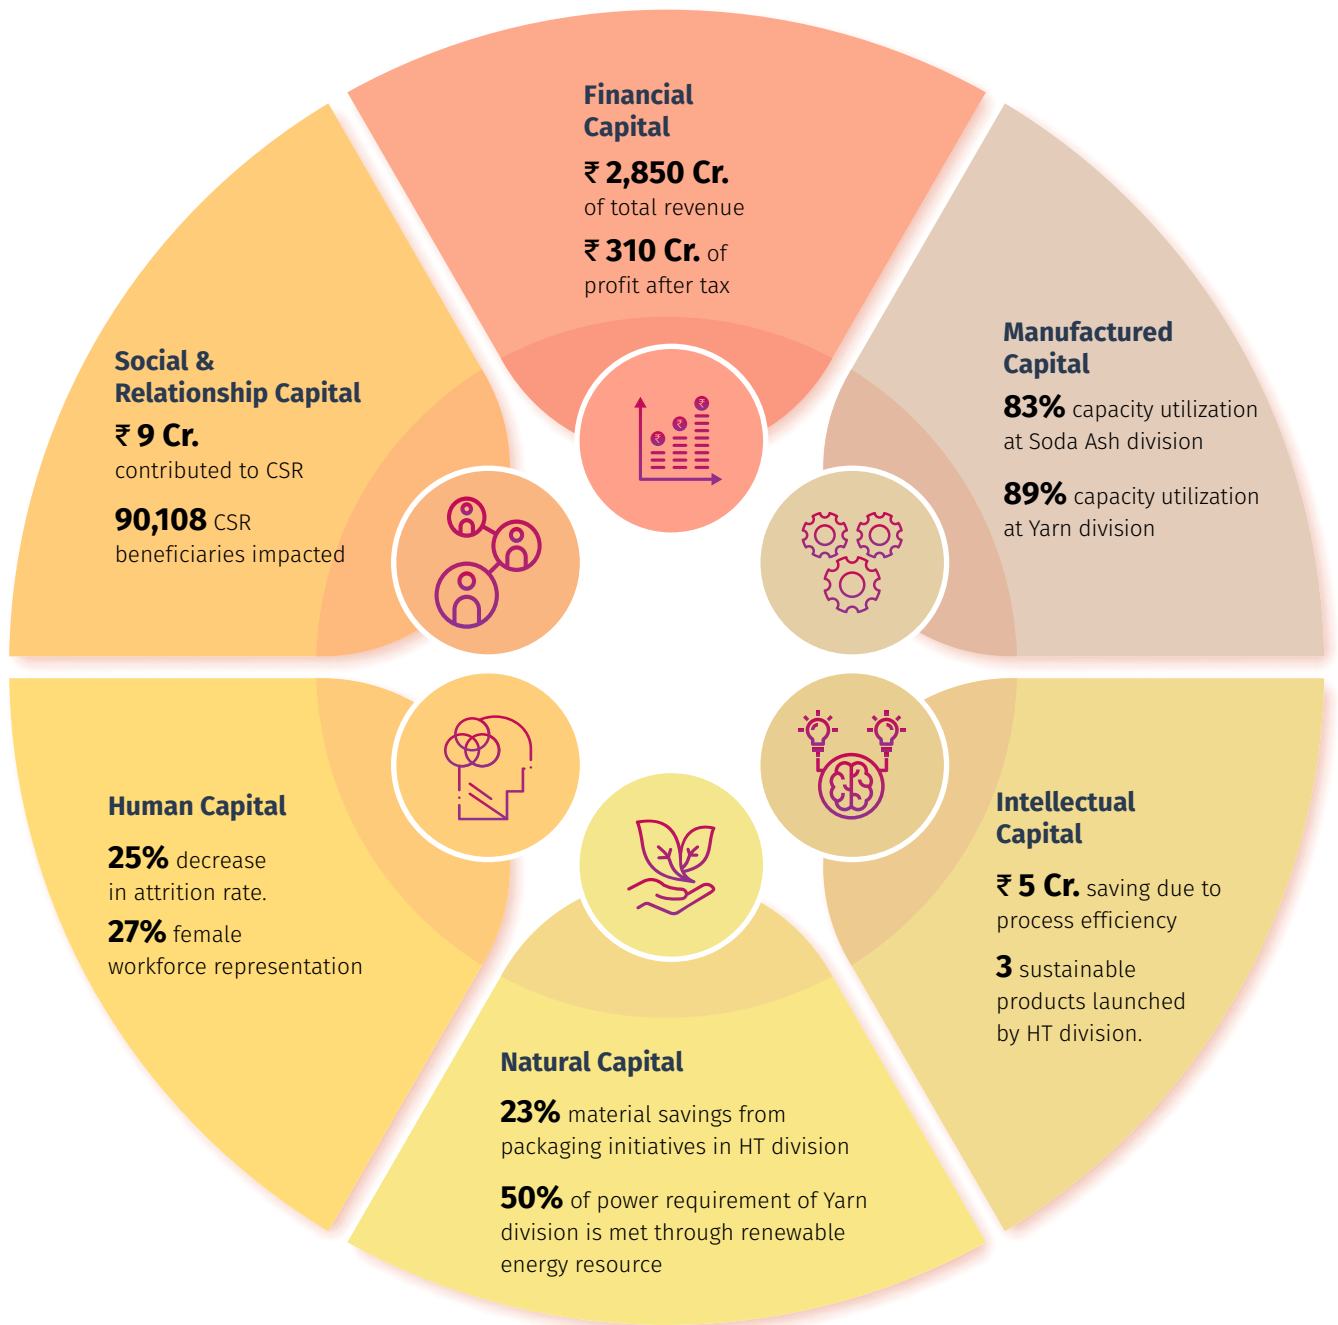 Financial
Capital
₹ 2,850 Cr.
of total revenue
₹ 310 Cr. of
profit after tax
Manufactured
Capital
83% capacity utilization
at Soda Ash division
89% capacity utilization
at Yarn division
Intellectual
Capital
₹ 5 Cr. saving due to
process efficiency
3 sustainable
products launched
by HT division.
Natural Capital
23% material savings from
packaging initiatives in HT division
50% of power requirement of Yarn
division is met through renewable
energy resource
Human Capital
25% decrease
in attrition rate.
27% female
workforce representation
Social &
Relationship Capital
₹ 9 Cr.
contributed to CSR
90,108 CSR
beneficiaries impacted